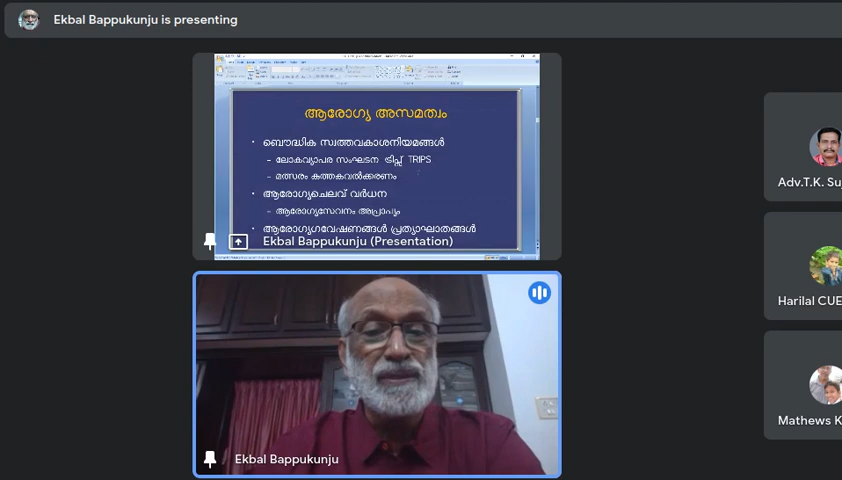 Ekbal Bappukunju is presenting
ആരോഗ്യ അസമത്വം
• ബൌദ്ധിക സ്വത്തവകാശനിയമങ്ങൾ
– ലോകവ്യാപര സംഘടന ട്രിപ്പ് TRIPS
– മത്സരം കുത്തകവൽക്കരണം
• ആരോഗ്യചെലവ് വർധന
– ആരോഗ്യസേവനം അപ്രാപ്യം
• ആരോഗ്യഗവേഷണങ്ങൾ പ്രത്യാഘാതങ്ങൾ
Ekbal Bappukunju (Presentation)
Ekbal Bappukunju
Adv.T.K. Su
Harilal CUE
Mathews K